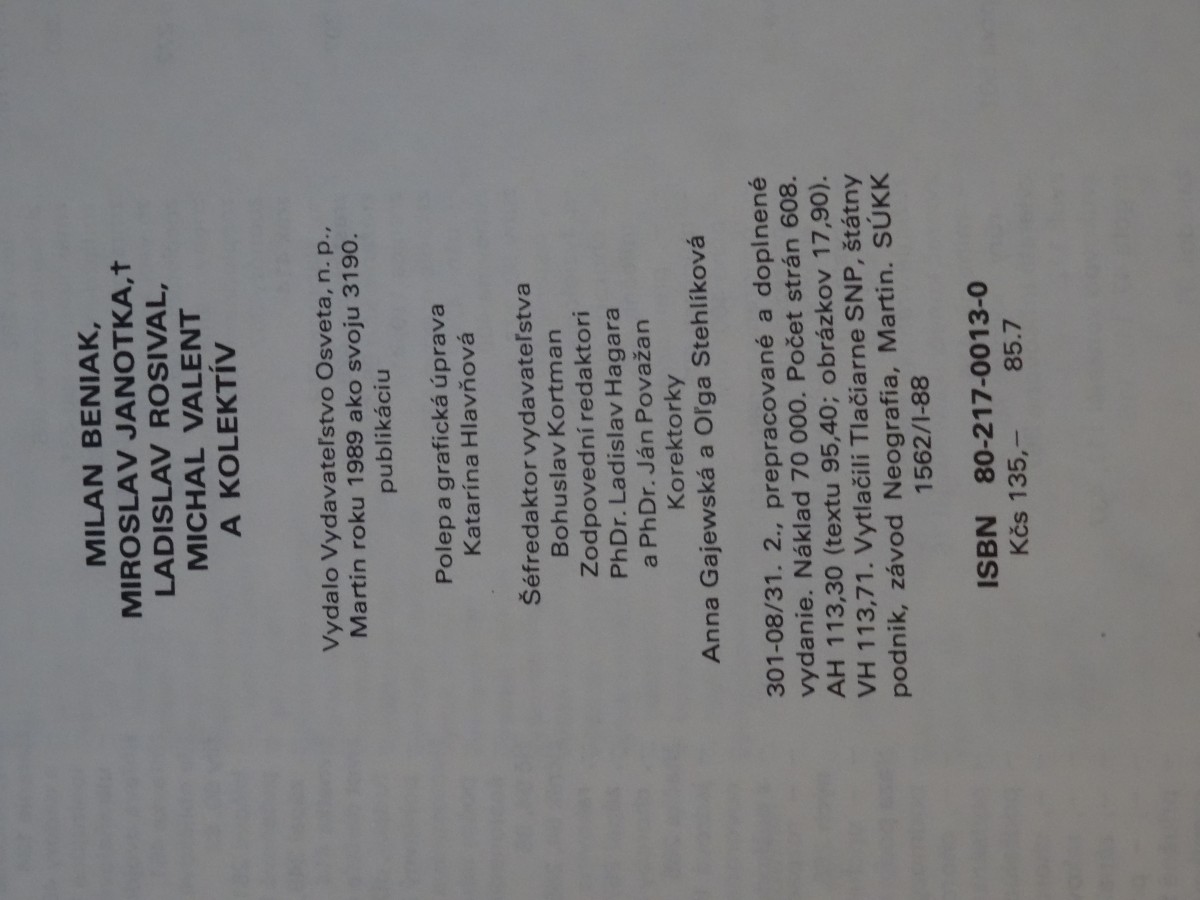 MILAN BENIAK,
MIROSLAV JANOTKA,†
LADISLAV ROSIVAL,
MICHAL VALENT
A KOLEKTÍV
Vydalo Vydavateľstvo Osveta, n. p.,
Martin roku 1989 ako svoju 3190.
publikáciu
Polep a grafická úprava
Katarína Hlavňová
Šéfredaktor vydavateľstva
Bohuslav Kortman
Zodpovední redaktori
PhDr. Ladislav Hagara
a PhDr. Ján Považan
Korektorky
Anna Gajewská a Oľga Stehlíková
301-08/31. 2., prepracované a doplnené
vydanie. Náklad 70 000. Počet strán 608.
AH 113,30 (textu 95,40; obrázkov 17,90).
VH 113,71. Vytlačili Tlačiarne SNP, štátny
podnik, závod Neografia, Martin. SÚKK
1562/I-88
ISBN 80-217-0013-0
Kčs 135,– 85.7